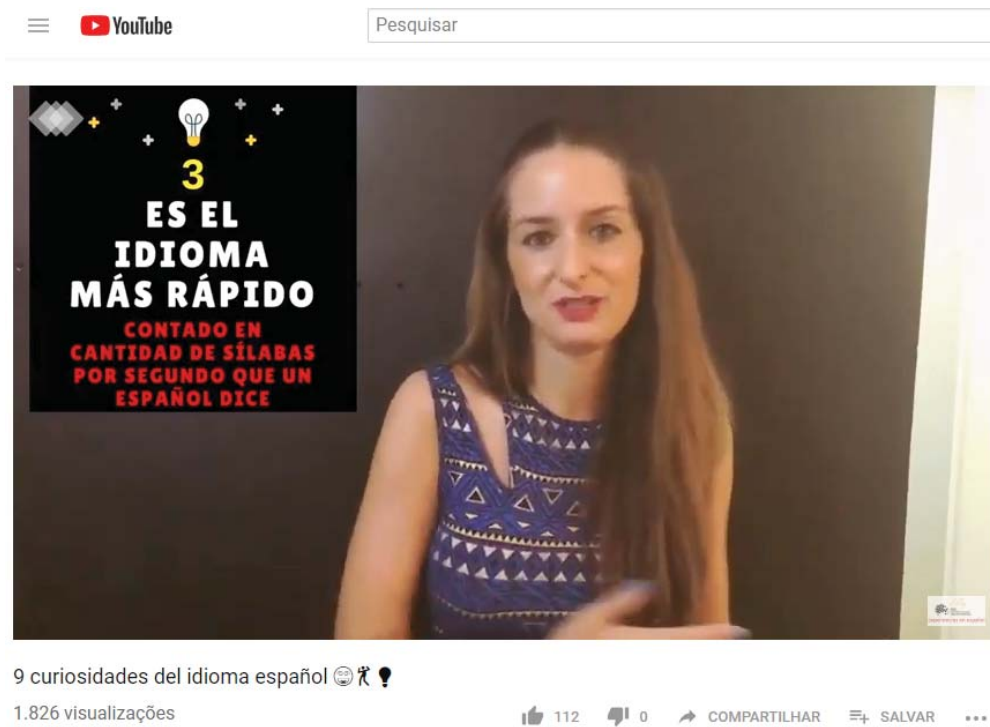 YouTube
Pesquisar
3
ES EL
IDIOMA
MÁS RÁPIDO
CONTADO EN
CANTIDAD DE SÍLABAS
POR SEGUNDO QUE UN
ESPAÑOL DICE
9 curiosidades del idioma español
1.826 visualizações
112
0
COMPARTILHAR
SALVAR